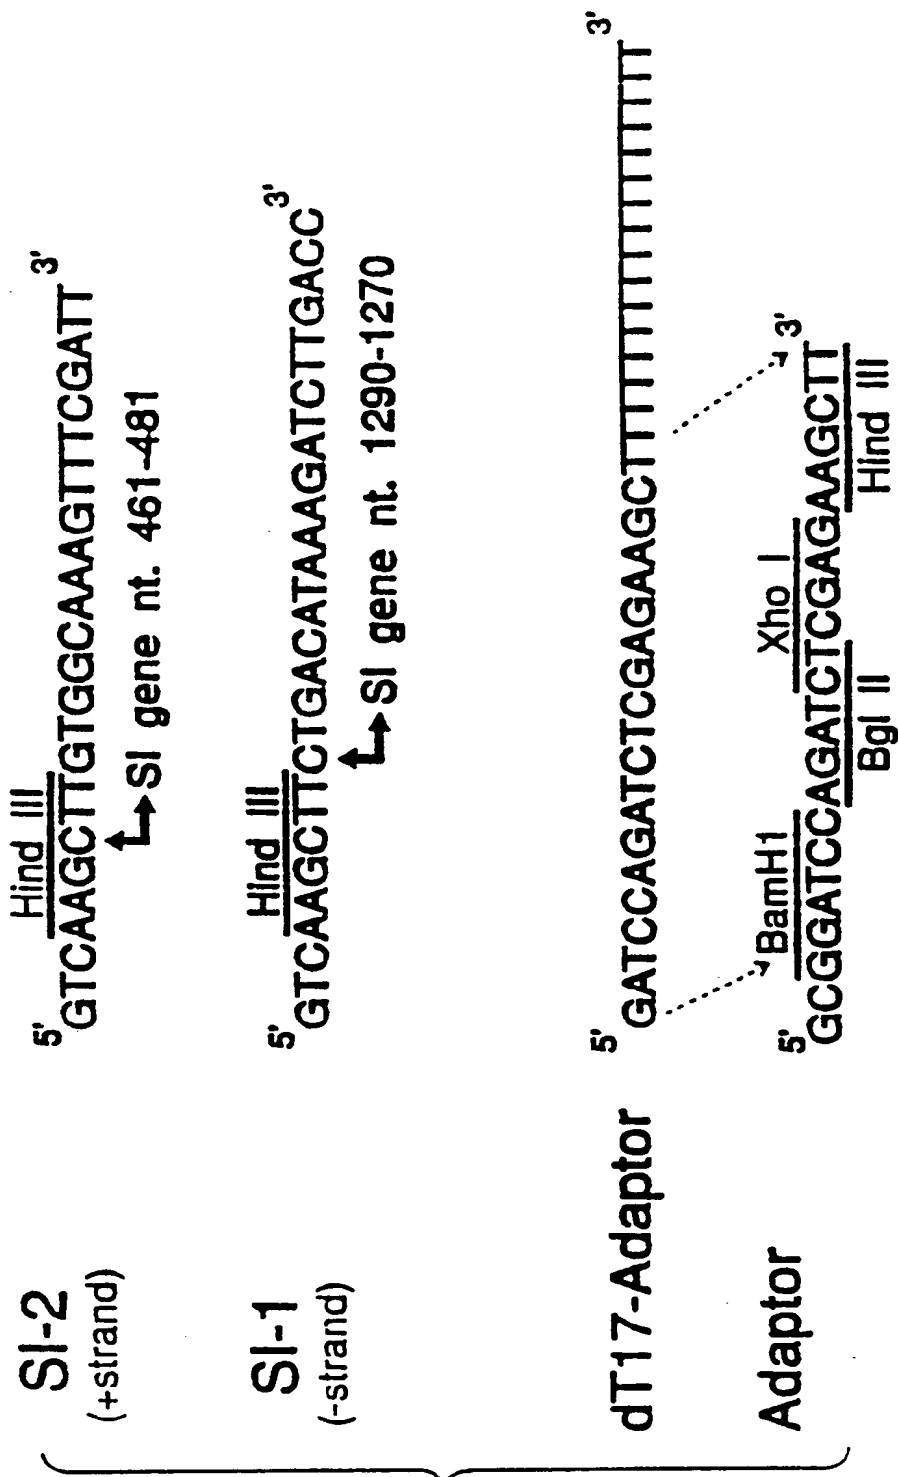 SI-2
(+strand)
Hind III
5' GTCAAGCTTGTGGCAAAGTTTCGATT 3'
SI gene nt. 461-481
SI-1
(-strand)
Hind III
5' GTCAAGCTTCTGACATAAAGATCTTGACC 3'
SI gene nt. 1290-1270
dT17-Adaptor
5' GATCCAGATCTCGAGAAGCTTTTTTTTTTTTTTTTT 3'
Adaptor
BamH1 Xho I
5' GCGGATCCAGATCTCGAGAAGCTT 3'
Bgl II Hind III